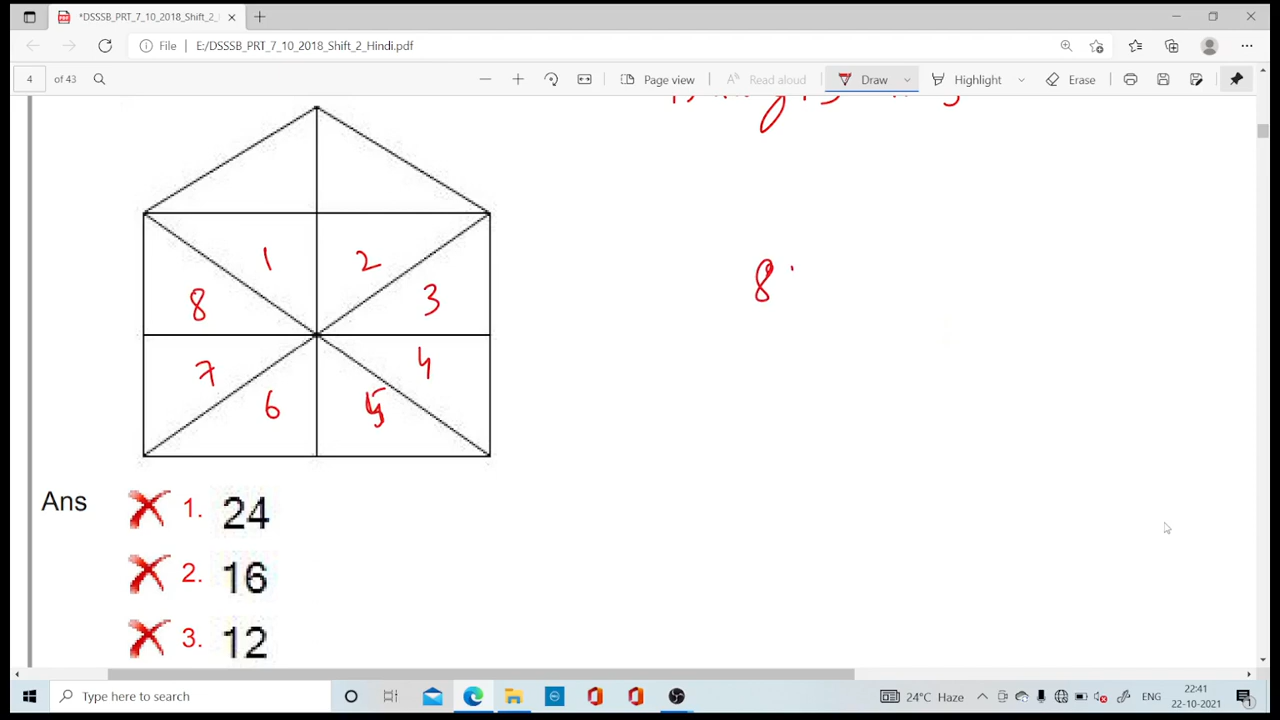 *DSSSB_PRT_7_10_2018_Shift_2_H
File E:/DSSSB_PRT_7_10_2018_Shift_2_Hindi.pdf
4 of 43 Page view Read aloud Draw Highlight Erase
1 2
8 3
8
7 4
6 5
Ans 1. 24
2. 16
3. 12
Type here to search 24°C Haze ENG 22:41
22-10-2021